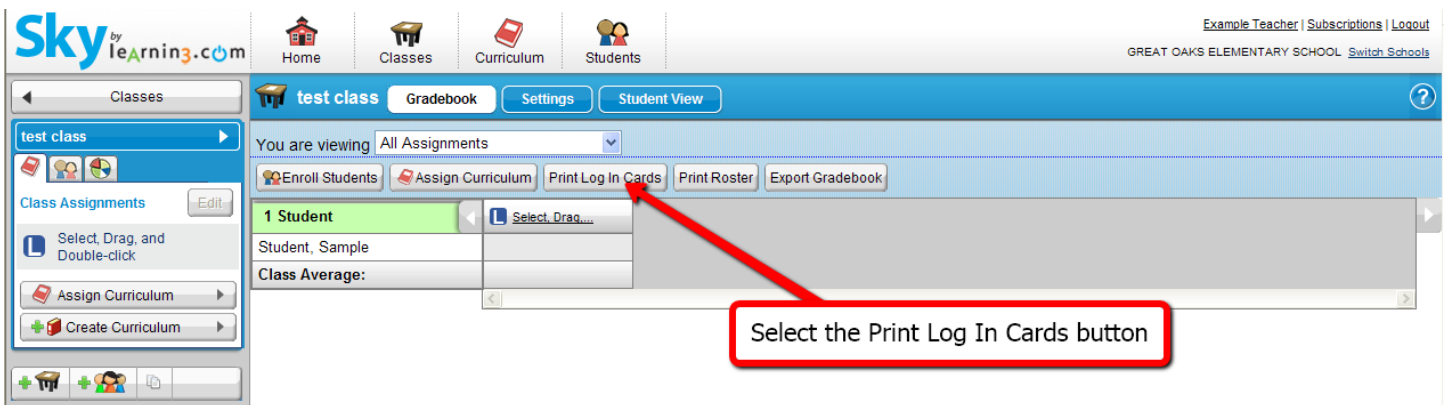 Sky by learnin3.com
Home Classes Curriculum Students
Example Teacher | Subscriptions | Logout
GREAT OAKS ELEMENTARY SCHOOL Switch Schools
Classes
test class Gradebook Settings Student View ?
test class
You are viewing All Assignments
Enroll Students Assign Curriculum Print Log In Cards Print Roster Export Gradebook
Class Assignments Edit
L Select, Drag, and
Double-click
1 Student L Select, Drag,...
Student, Sample
Class Average:
Assign Curriculum
Create Curriculum
Select the Print Log In Cards button